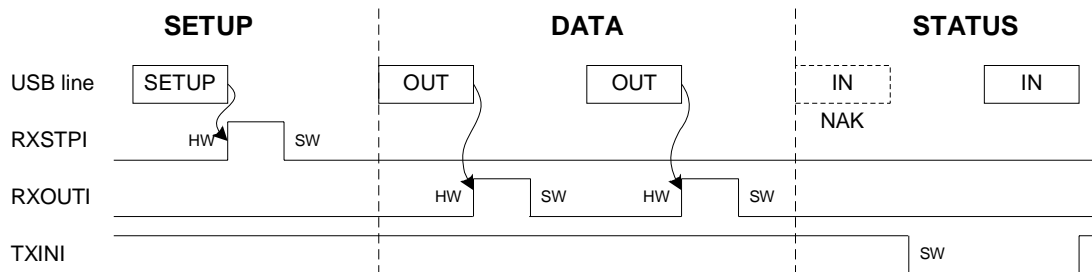 SETUP DATA STATUS
USB line SETUP OUT OUT IN IN
NAK
RXSTPI HW SW
RXOUTI HW SW HW SW
TXINI SW